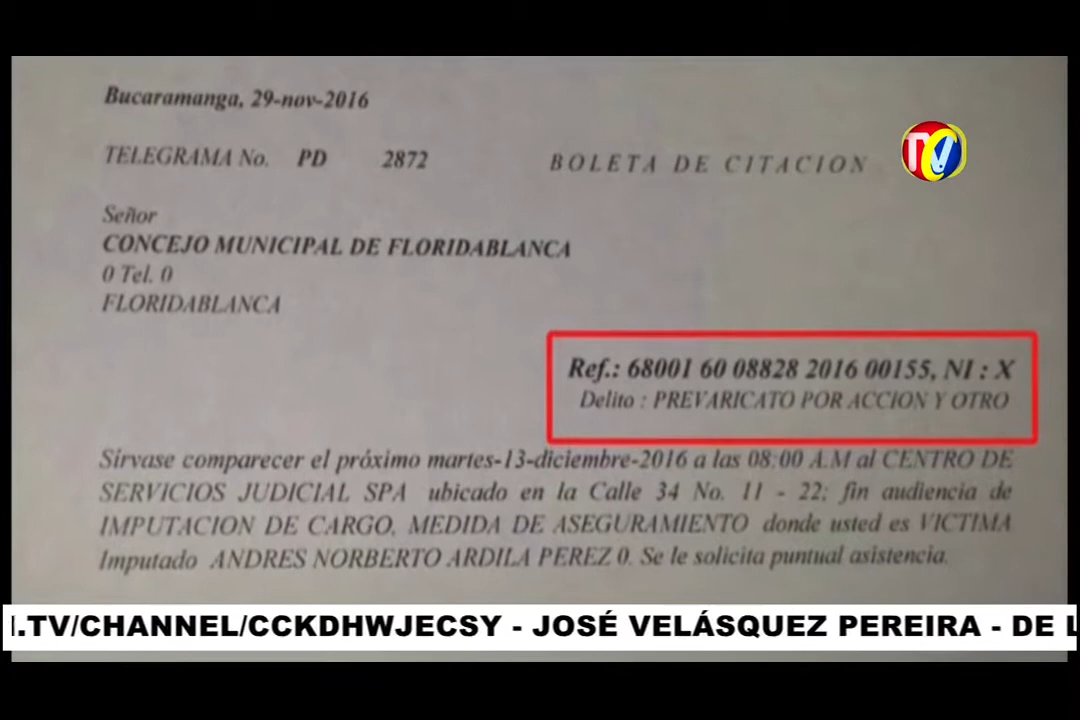 Bucaramanga, 29-nov-2016
TELEGRAMA No. PD 2872 BOLETA DE CITACION
TCV
Señor
CONCEJO MUNICIPAL DE FLORIDABLANCA
0 Tel. 0
FLORIDABLANCA
Ref.: 68001 60 08828 2016 00155, NI : X
Delito : PREVARICATO POR ACCION Y OTRO
Sírvase comparecer el próximo martes-13-diciembre-2016 a las 08:00 A.M al CENTRO DE
SERVICIOS JUDICIAL SPA ubicado en la Calle 34 No. 11 - 22; fin audiencia de
IMPUTACION DE CARGO, MEDIDA DE ASEGURAMIENTO donde usted es VICTIMA
Imputado ANDRES NORBERTO ARDILA PEREZ 0. Se le solicita puntual asistencia.
.TV/CHANNEL/CCKDHWJECSY - JOSÉ VELÁSQUEZ PEREIRA - DE